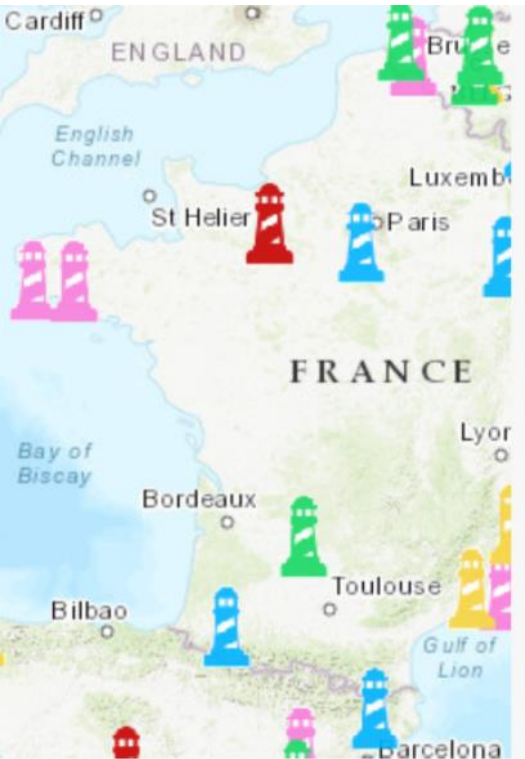 Cardiff
ENGLAND
English
Channel
St Helier
Luxemb
Paris
FRANCE
Lyor
Bay of
Biscay
Bordeaux
Toulouse
Bilbao
Gulf of
Lion
Barcelona